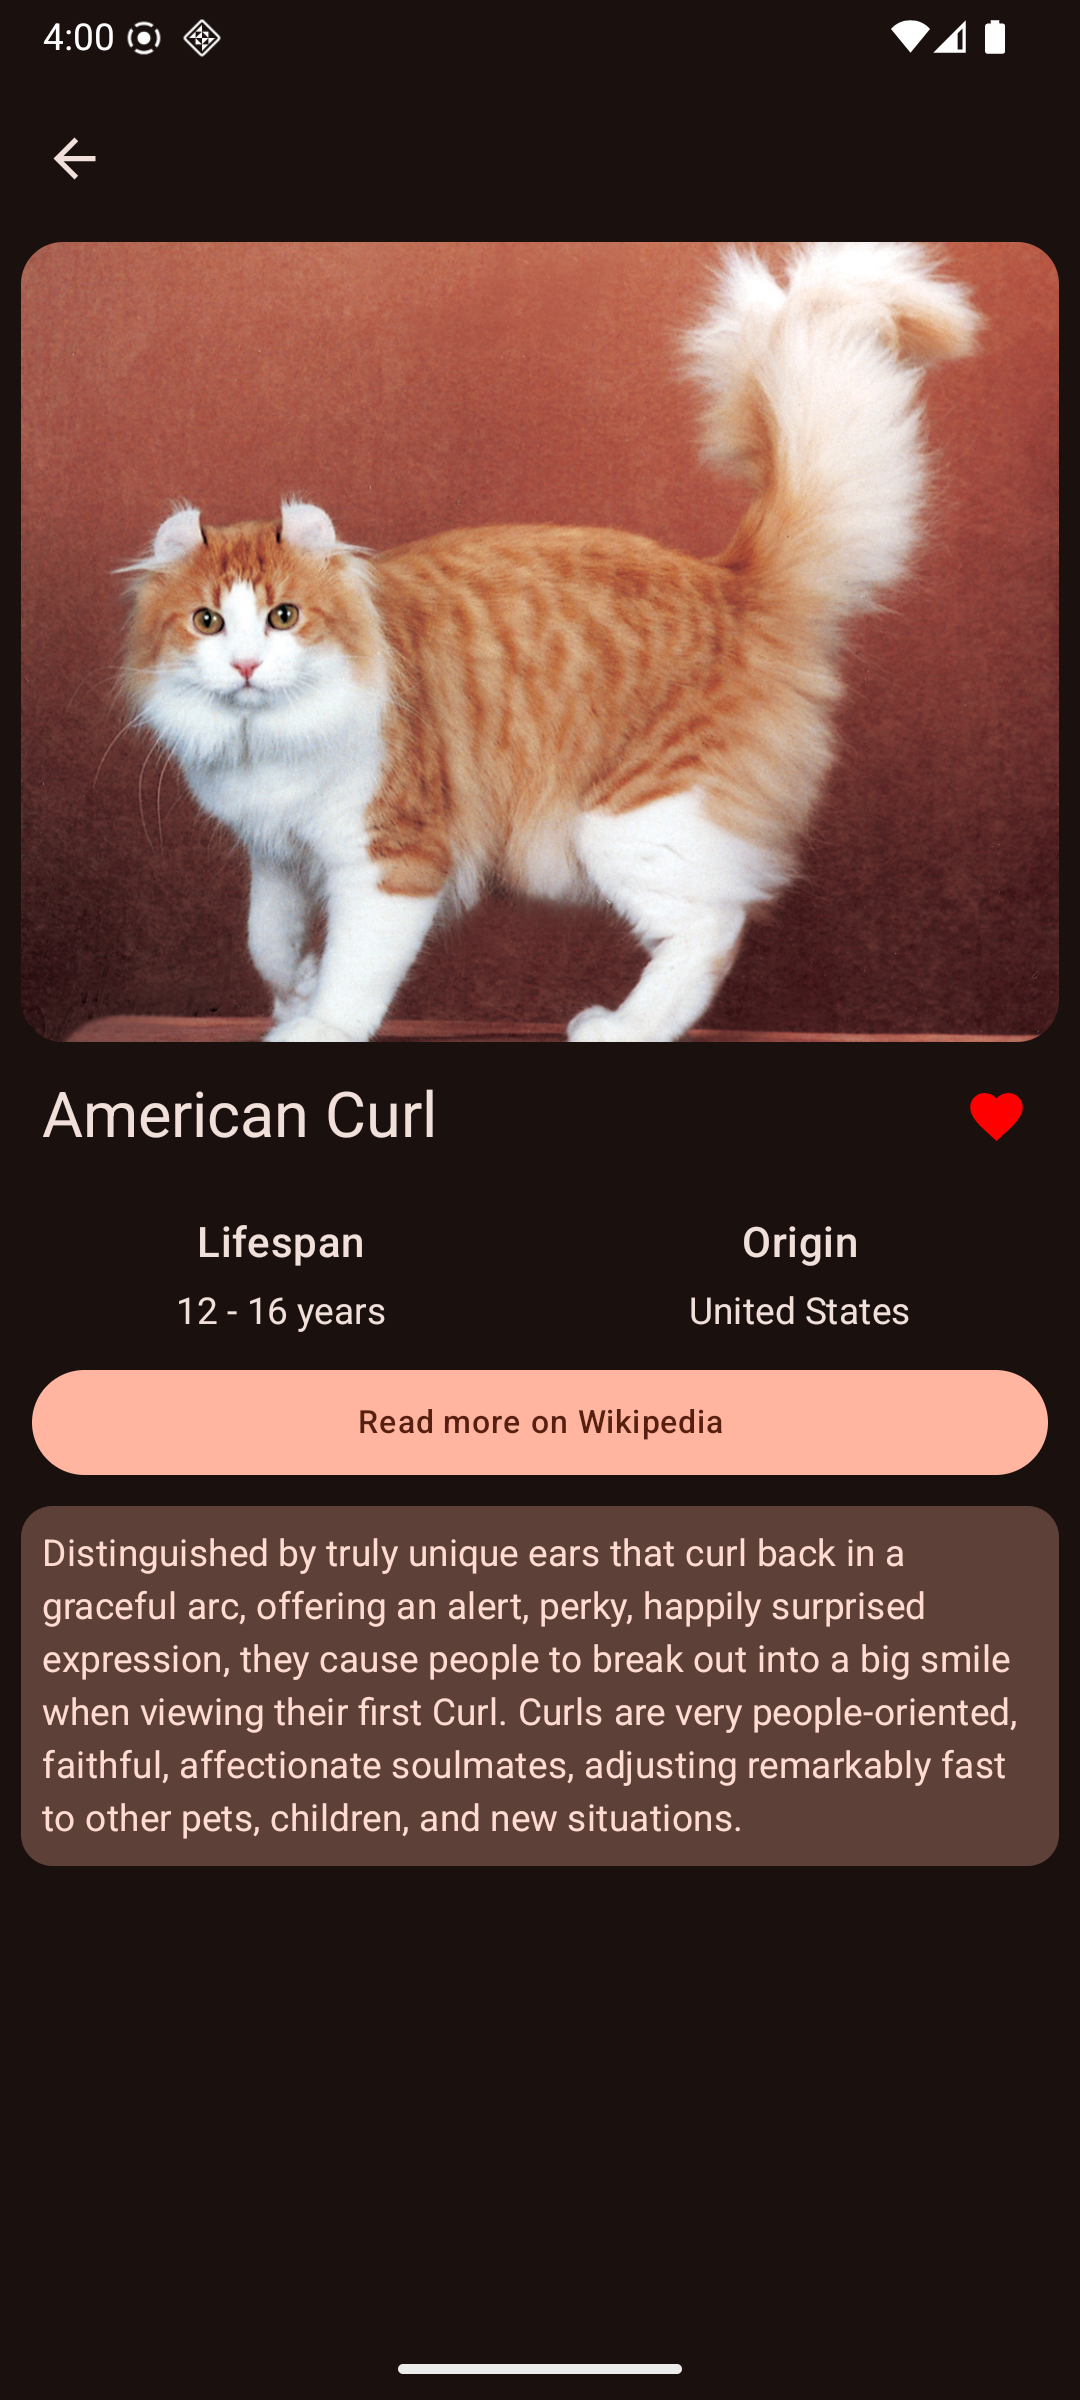 4:00
American Curl
Lifespan
12 - 16 years
Origin
United States
Read more on Wikipedia
Distinguished by truly unique ears that curl back in a
graceful arc, offering an alert, perky, happily surprised
expression, they cause people to break out into a big smile
when viewing their first Curl. Curls are very people-oriented,
faithful, affectionate soulmates, adjusting remarkably fast
to other pets, children, and new situations.